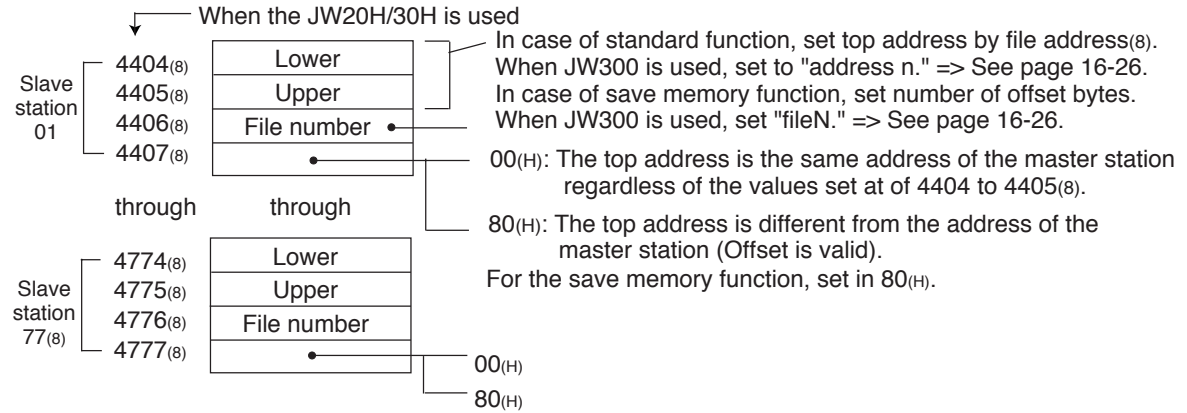 When the JW20H/30H is used
Slave station 01
4404(8) Lower
4405(8) Upper
4406(8) File number
4407(8)
In case of standard function, set top address by file address(8).
When JW300 is used, set to "address n." => See page 16-26.
In case of save memory function, set number of offset bytes.
When JW300 is used, set "fileN." => See page 16-26.
00(H): The top address is the same address of the master station
regardless of the values set at of 4404 to 4405(8).
through through
80(H): The top address is different from the address of the
master station (Offset is valid).
For the save memory function, set in 80(H).
Slave station 77(8)
4774(8) Lower
4775(8) Upper
4776(8) File number
4777(8)
00(H)
80(H)